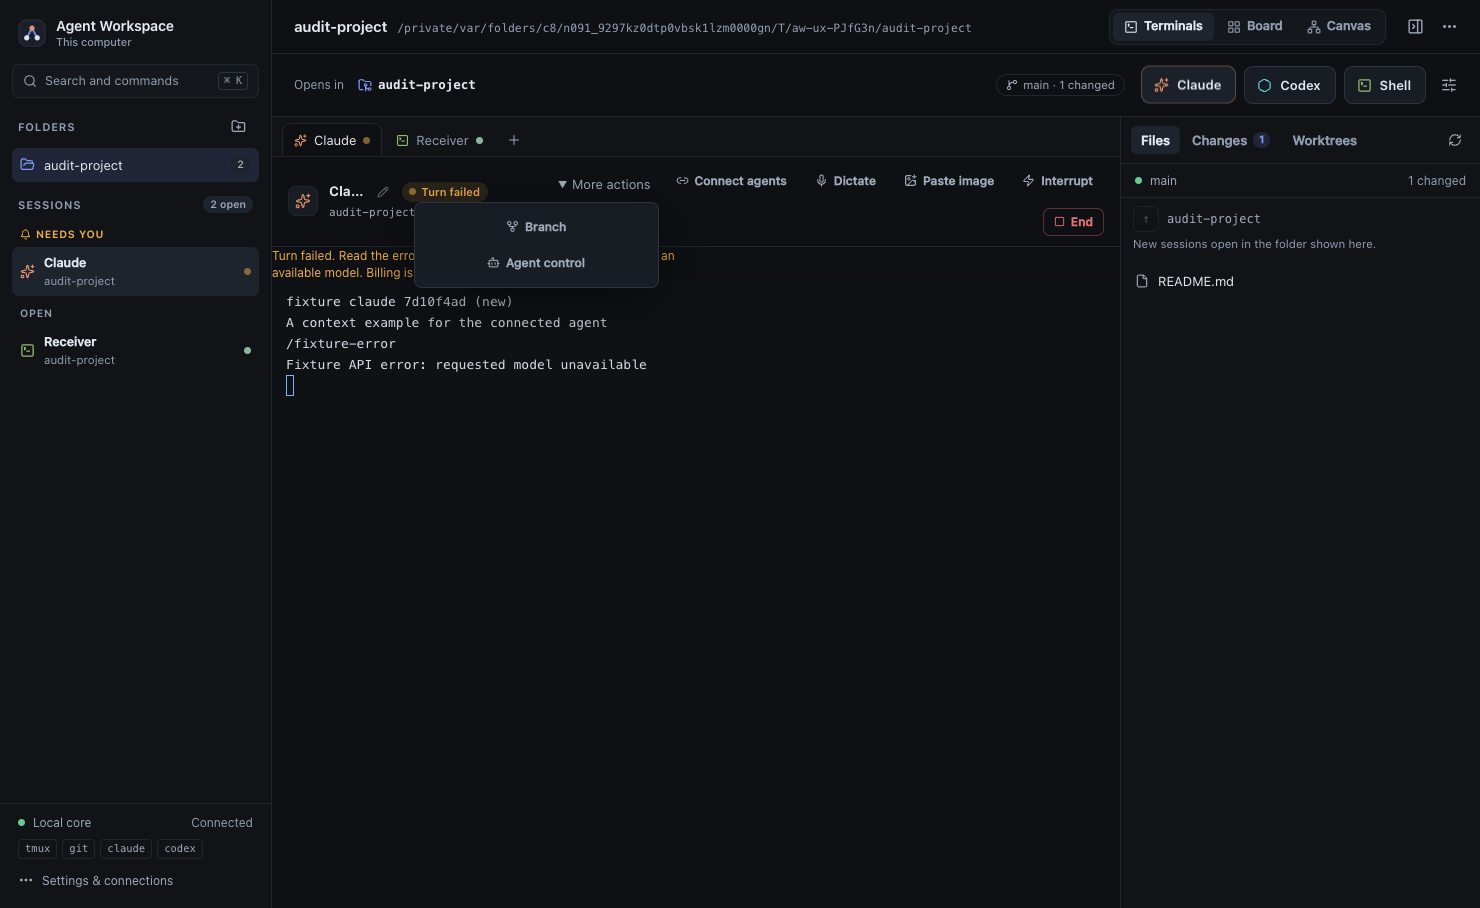 Agent Workspace
This computer
Search and commands
⌘ K
FOLDERS
audit-project
2
SESSIONS
2 open
NEEDS YOU
Claude
audit-project
OPEN
Receiver
audit-project
Local core
Connected
tmux
git
claude
codex
Settings & connections
audit-project
/private/var/folders/c8/n091_9297kz0dtp0vbsk1lzm0000gn/T/aw-ux-PJfG3n/audit-project
Terminals
Board
Canvas
Opens in
audit-project
main · 1 changed
Claude
Codex
Shell
Claude
Receiver
Cla...
Turn failed
audit-project
More actions
Connect agents
Dictate
Paste image
Interrupt
End
Branch
Agent control
Turn failed. Read the erro
an
available model. Billing is
fixture claude 7d10f4ad (new)
A context example for the connected agent
/fixture-error
Fixture API error: requested model unavailable
Files
Changes
1
Worktrees
main
1 changed
↑
audit-project
New sessions open in the folder shown here.
README.md